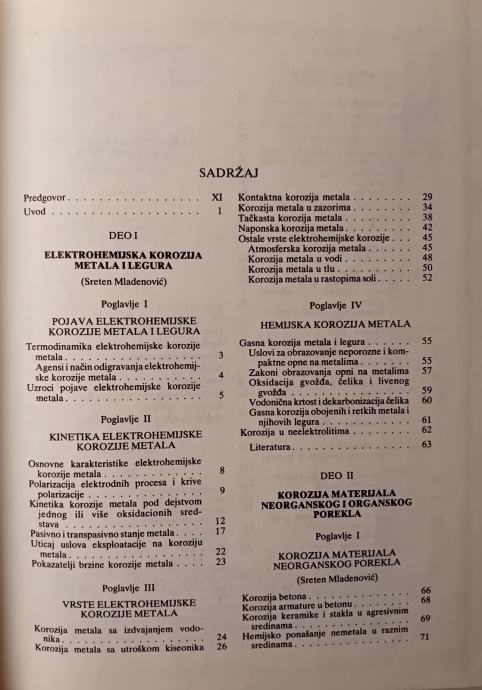 SADRŽAJ
Predgovor . . . . . . . . . . . . . . . . . XI
Uvod . . . . . . . . . . . . . . . . . . . 1
DEO I
ELEKTROHEMIJSKA KOROZIJA
METALA I LEGURA
(Sreten Mladenović)
Poglavlje I
POJAVA ELEKTROHEMIJSKE
KOROZIJE METALA I LEGURA
Termodinamika elektrohemijske korozije
metala . . . . . . . . . . . . . . . . . 3
Agensi i način odigravanja elektrohemij-
ske korozije metala . . . . . . . . . . 4
Uzroci pojave elektrohemijske korozije
metala . . . . . . . . . . . . . . . . . 5
Poglavlje II
KINETIKA ELEKTROHEMIJSKE
KOROZIJE METALA
Osnovne karakteristike elektrohemijske
korozije metala . . . . . . . . . . . . 8
Polarizacija elektrodnih procesa i krive
polarizacije . . . . . . . . . . . . . . 9
Kinetika korozije metala pod dejstvom
jednog ili više oksidacionih sred-
stava . . . . . . . . . . . . . . . . . 12
Pasivno i transpasivno stanje metala . . . . 17
Uticaj uslova eksploatacije na koroziju
metala . . . . . . . . . . . . . . . . . 22
Pokazatelji brzine korozije metala . . . . 23
Poglavlje III
VRSTE ELEKTROHEMIJSKE
KOROZIJE METALA
Korozija metala sa izdvajanjem vodo-
nika . . . . . . . . . . . . . . . . . . 24
Korozija metala sa utroškom kiseonika 26
Kontaktna korozija metala . . . . . . . . 29
Korozija metala u zazorima . . . . . . . . 34
Tačkasta korozija metala . . . . . . . . . 38
Naponska korozija metala . . . . . . . . . 42
Ostale vrste elektrohemijske korozije . . . 45
Atmosferska korozija metala . . . . . . . 45
Korozija metala u vodi . . . . . . . . . 48
Korozija metala u tlu . . . . . . . . . . 50
Korozija metala u rastopima soli . . . . . 52
Poglavlje IV
HEMIJSKA KOROZIJA METALA
Gasna korozija metala i legura . . . . . . 55
Uslovi za obrazovanje neporozne i kom-
paktne opne na metalima . . . . . . . 55
Zakoni obrazovanja opni na metalima 57
Oksidacija gvožđa, čelika i livenog
gvožđa . . . . . . . . . . . . . . . . 59
Vodonična krtost i dekarbonizacija čelika 60
Gasna korozija obojenih i retkih metala i
njihovih legura . . . . . . . . . . . . 61
Korozija u neelektrolitima . . . . . . . . 62
Literatura . . . . . . . . . . . . . . . . 63
DEO II
KOROZIJA MATERIJALA
NEORGANSKOG I ORGANSKOG
POREKLA
Poglavlje I
KOROZIJA MATERIJALA
NEORGANSKOG POREKLA
(Sreten Mladenović)
Korozija betona . . . . . . . . . . . . . . 66
Korozija armature u betonu . . . . . . . . 68
Korozija keramike i stakla u agresivnim
sredinama . . . . . . . . . . . . . . . 69
Hemijsko ponašanje nemetala u raznim
sredinama . . . . . . . . . . . . . . . 71